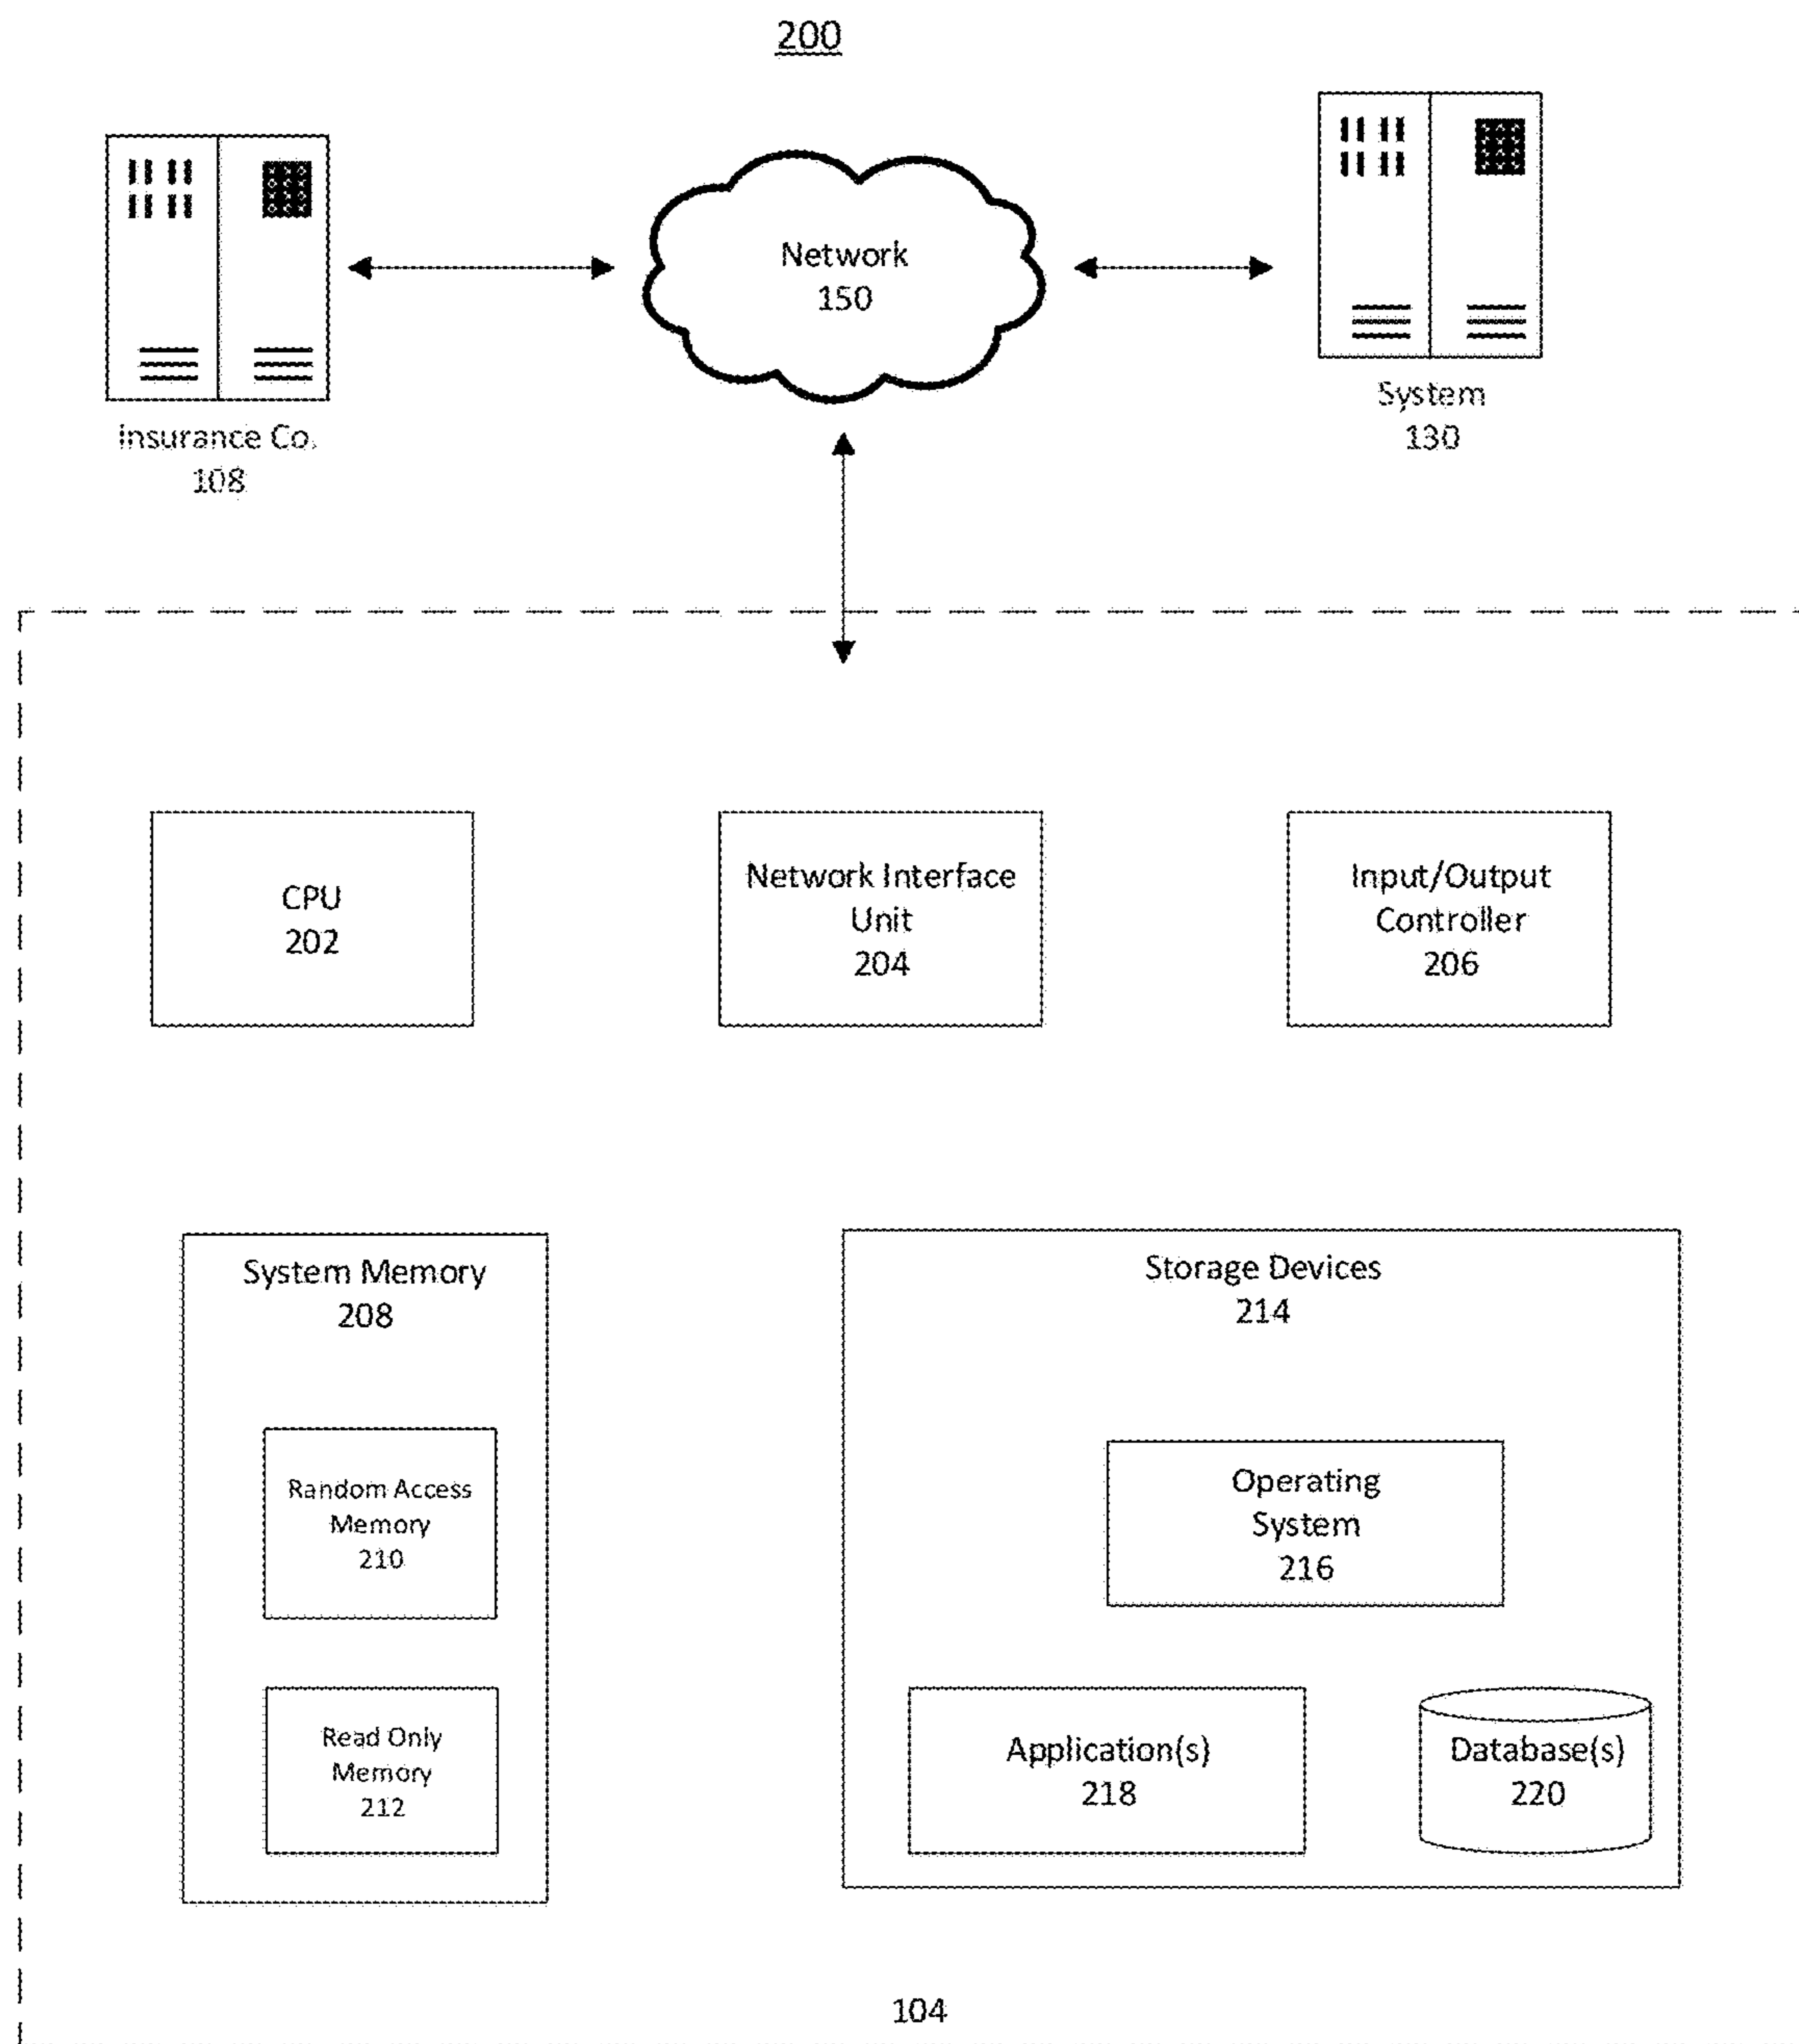 200
Network
150
insurance Co.
108
System
130
CPU
202
Network Interface
Unit
204
Input/Output
Controller
206
System Memory
208
Random Access
Memory
210
Read Only
Memory
212
Storage Devices
214
Operating
System
216
Application(s)
218
Database(s)
220
104